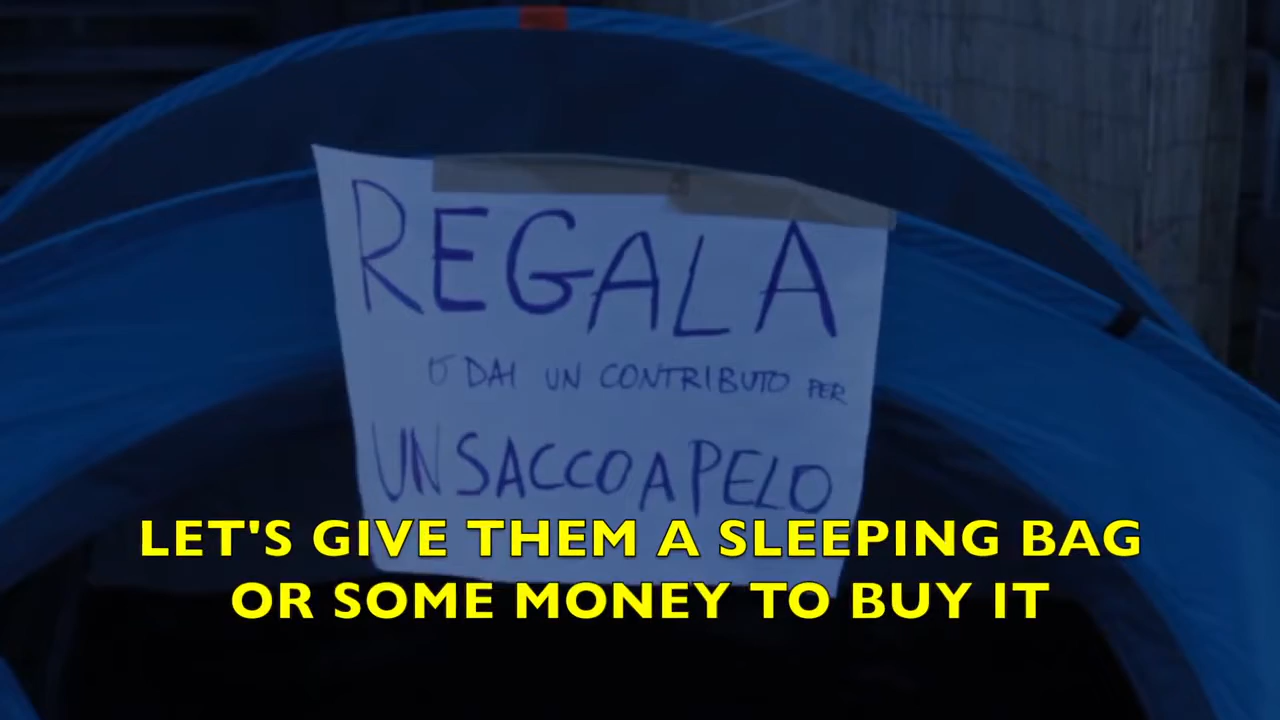 REGALA
O DAI UN CONTRIBUTO PER
UN SACCO A PELO
LET'S GIVE THEM A SLEEPING BAG
OR SOME MONEY TO BUY IT